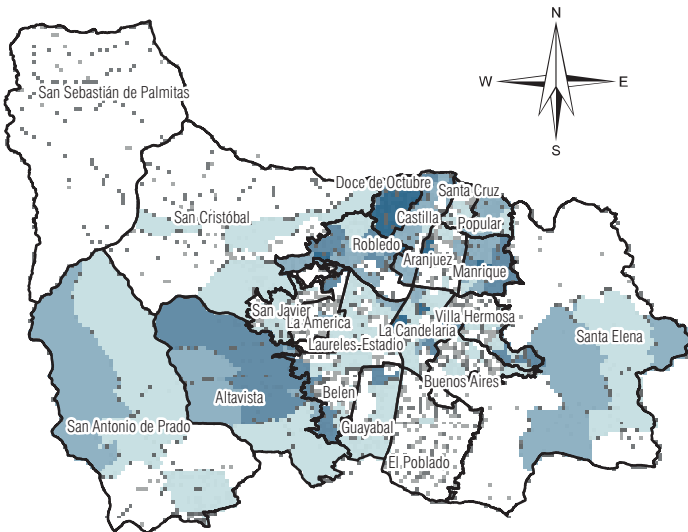 N
W
E
S
San Sebastián de Palmitas
Doce de Octubre
Santa Cruz
San Cristóbal
Castilla
Popular
Robledo
Aranjuez
Manrique
San Javier
La America
Villa Hermosa
La Candelaria
Laureles-Estadio
Santa Elena
Buenos Aires
Altavista
Belen
San Antonio de Prado
Guayabal
El Poblado